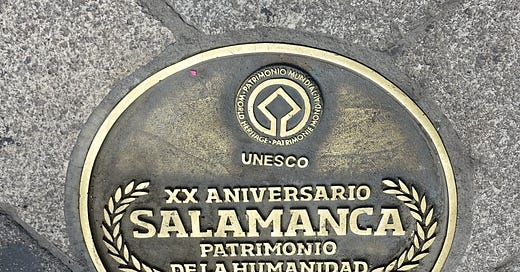 PATRIMONIO MUNDIAL
WORLD HERITAGE
PATRIMOINE MONDIAL
UNESCO
XX ANIVERSARIO
SALAMANCA
PATRIMONIO
DE LA HUMANIDAD